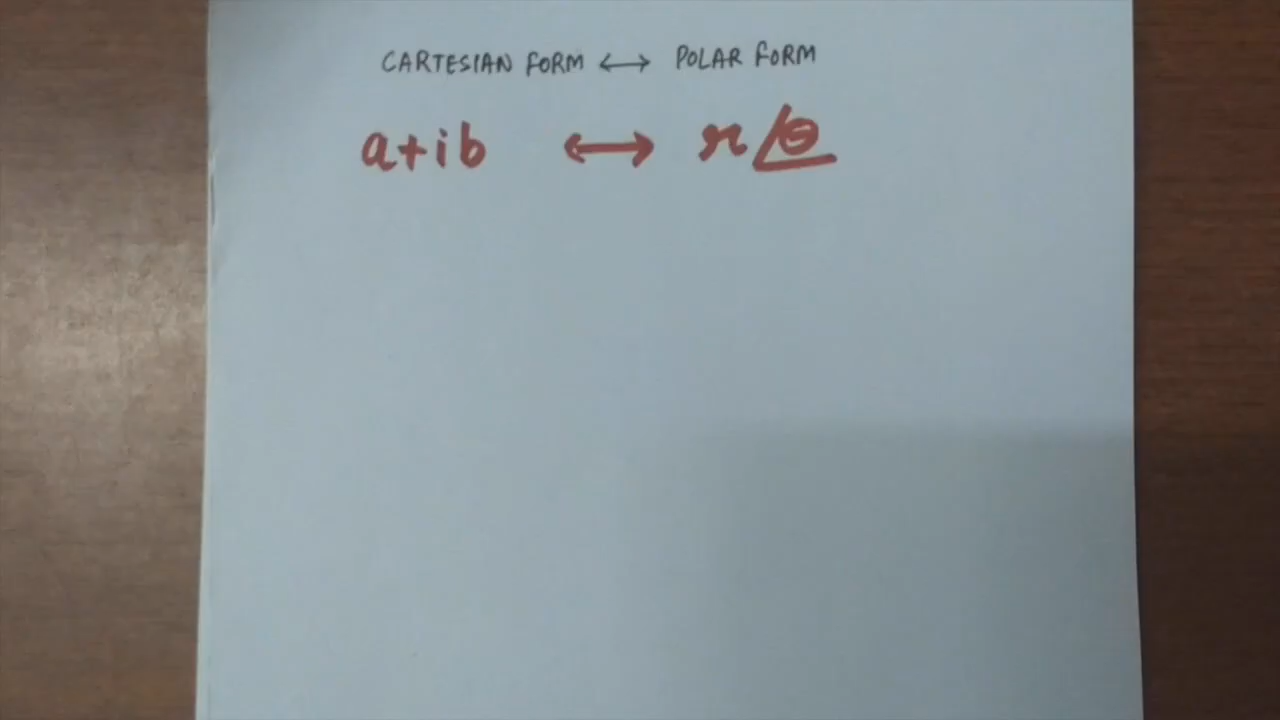 CARTESIAN FORM ↔ POLAR FORM
a+ib ↔ r∠θ